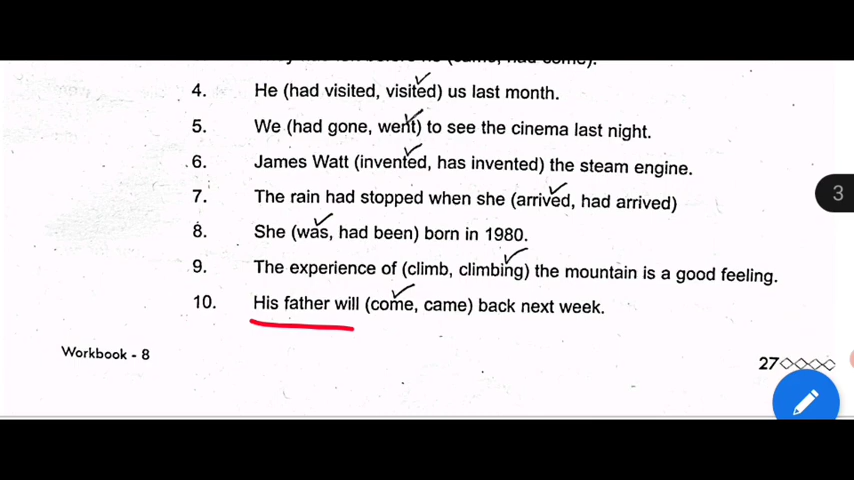 4. He (had visited, visited) us last month.
5. We (had gone, went) to see the cinema last night.
6. James Watt (invented, has invented) the steam engine.
7. The rain had stopped when she (arrived, had arrived)
8. She (was, had been) born in 1980.
9. The experience of (climb, climbing) the mountain is a good feeling.
10. His father will (come, came) back next week.
Workbook - 8
27
3